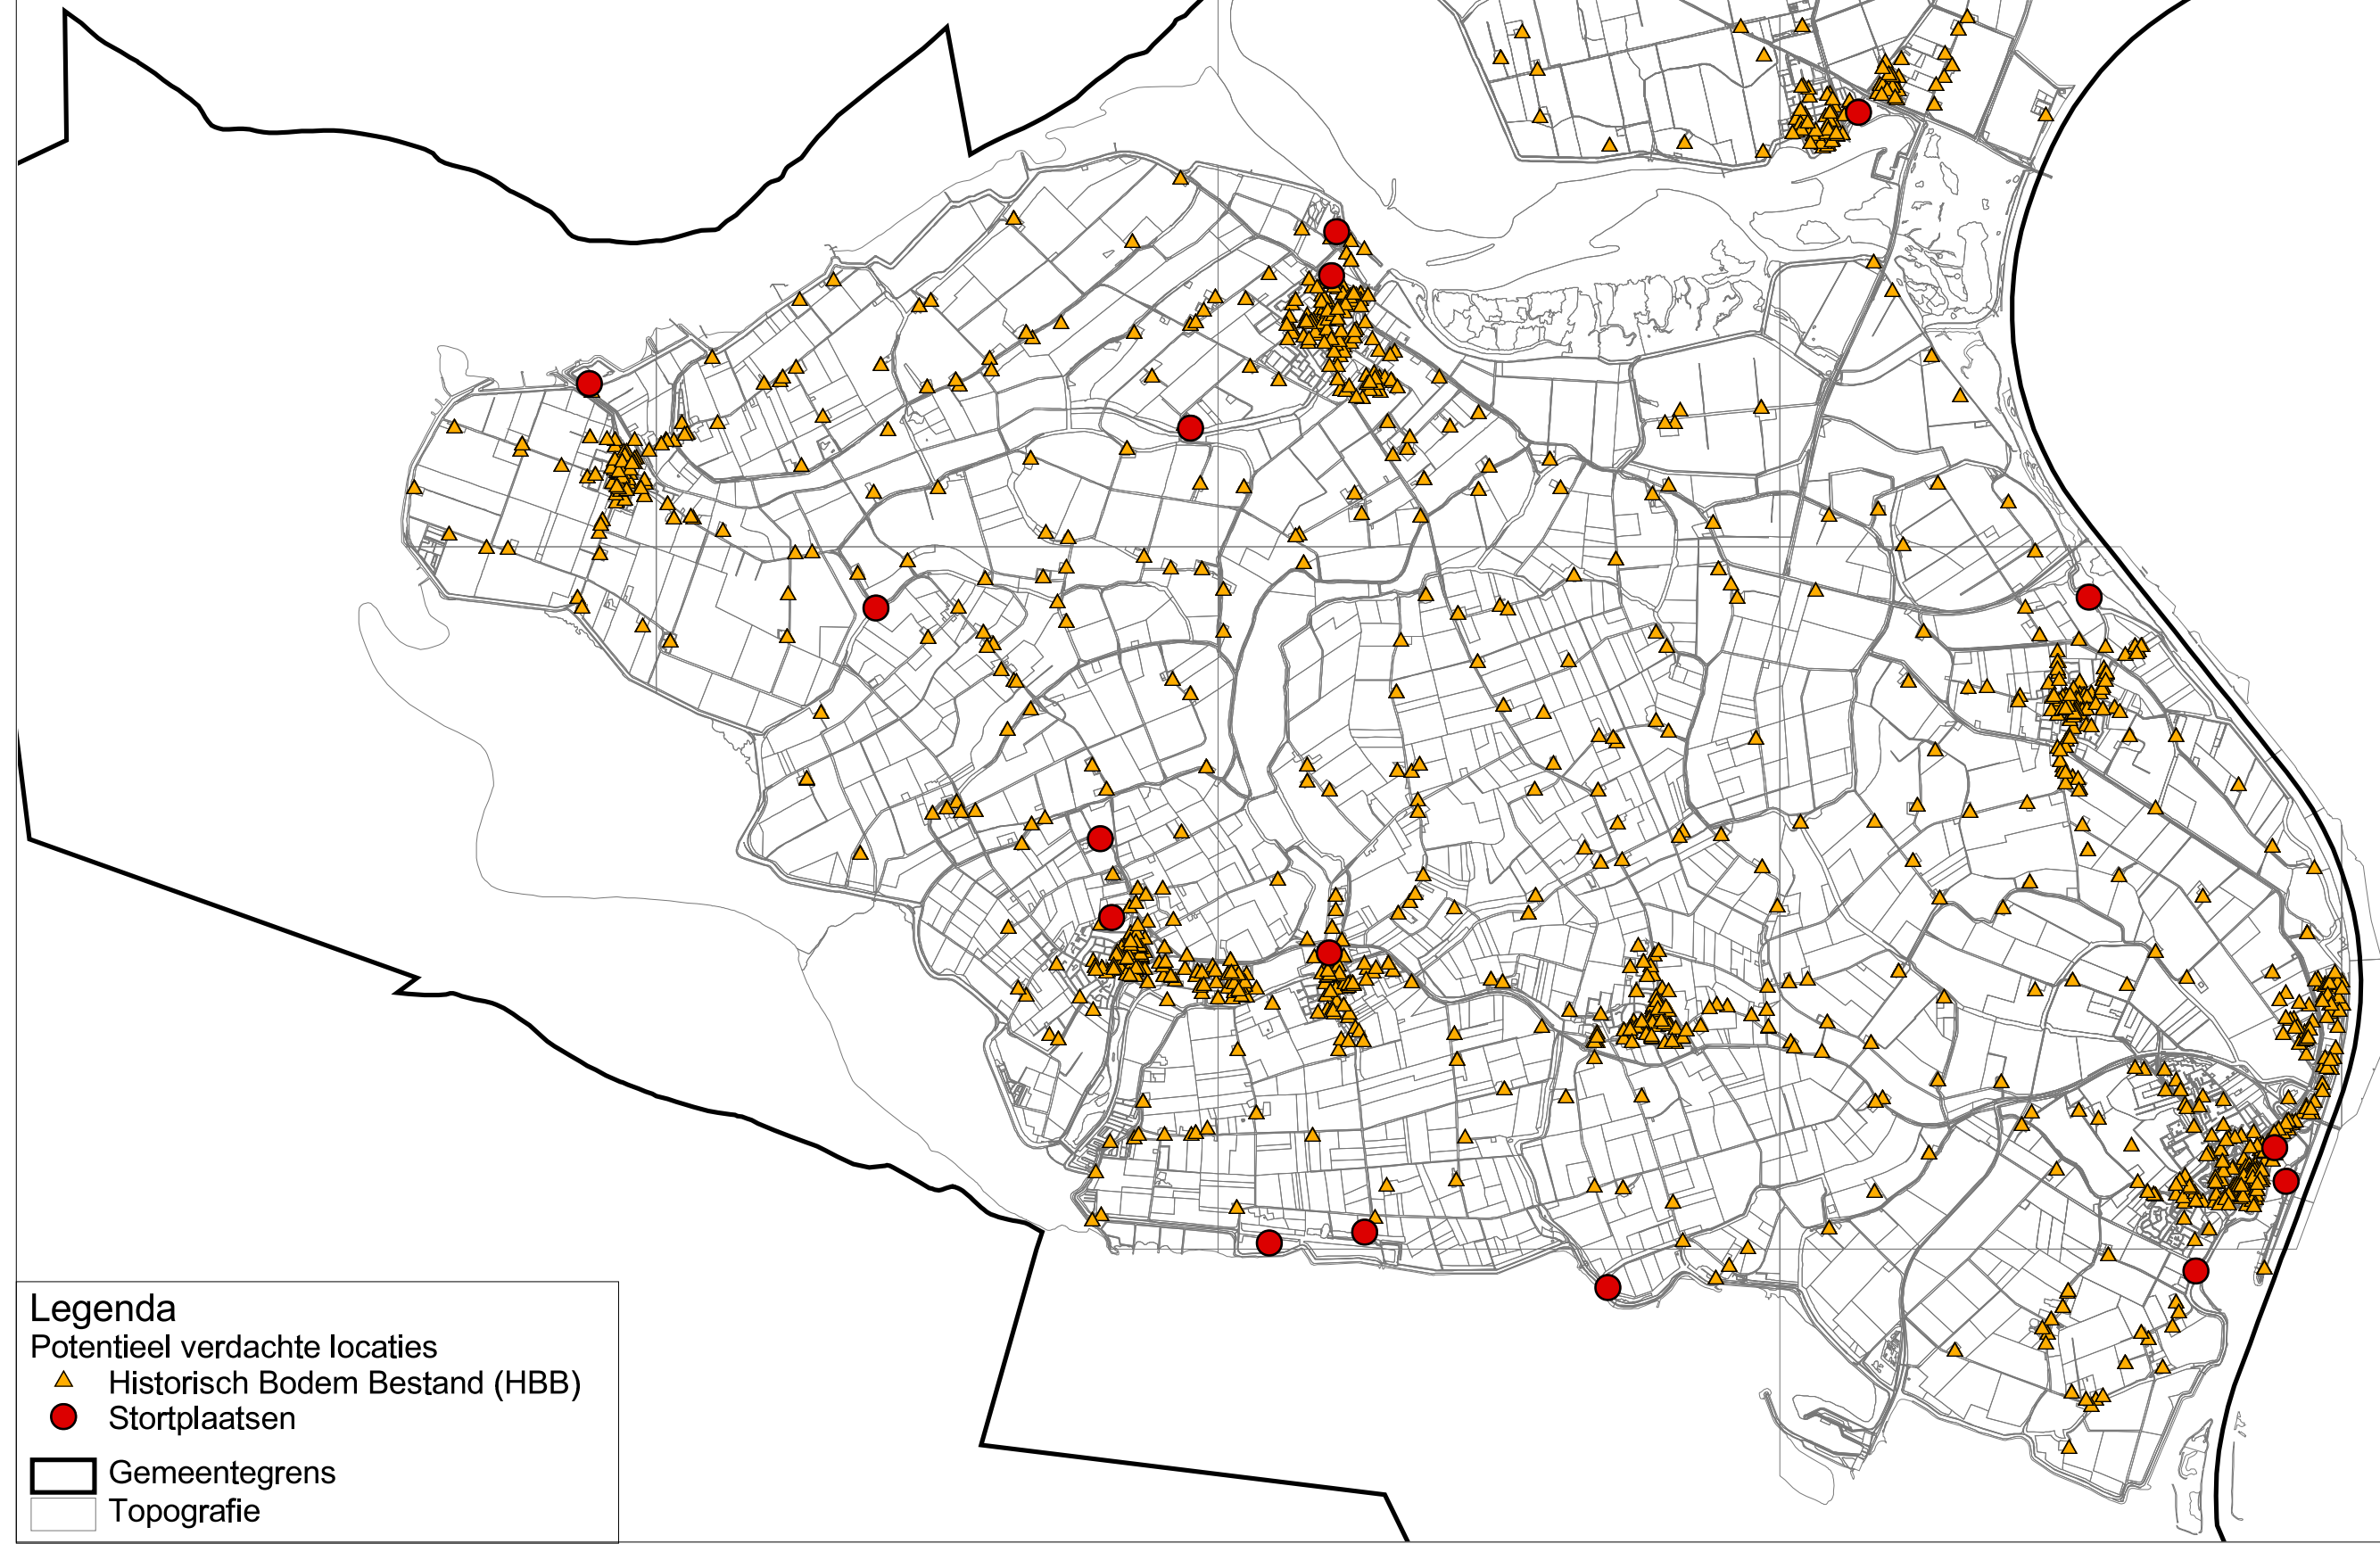 Legenda
Potentieel verdachte locaties
Historisch Bodem Bestand (HBB)
Stortplaatsen
Gemeentegrens
Topografie